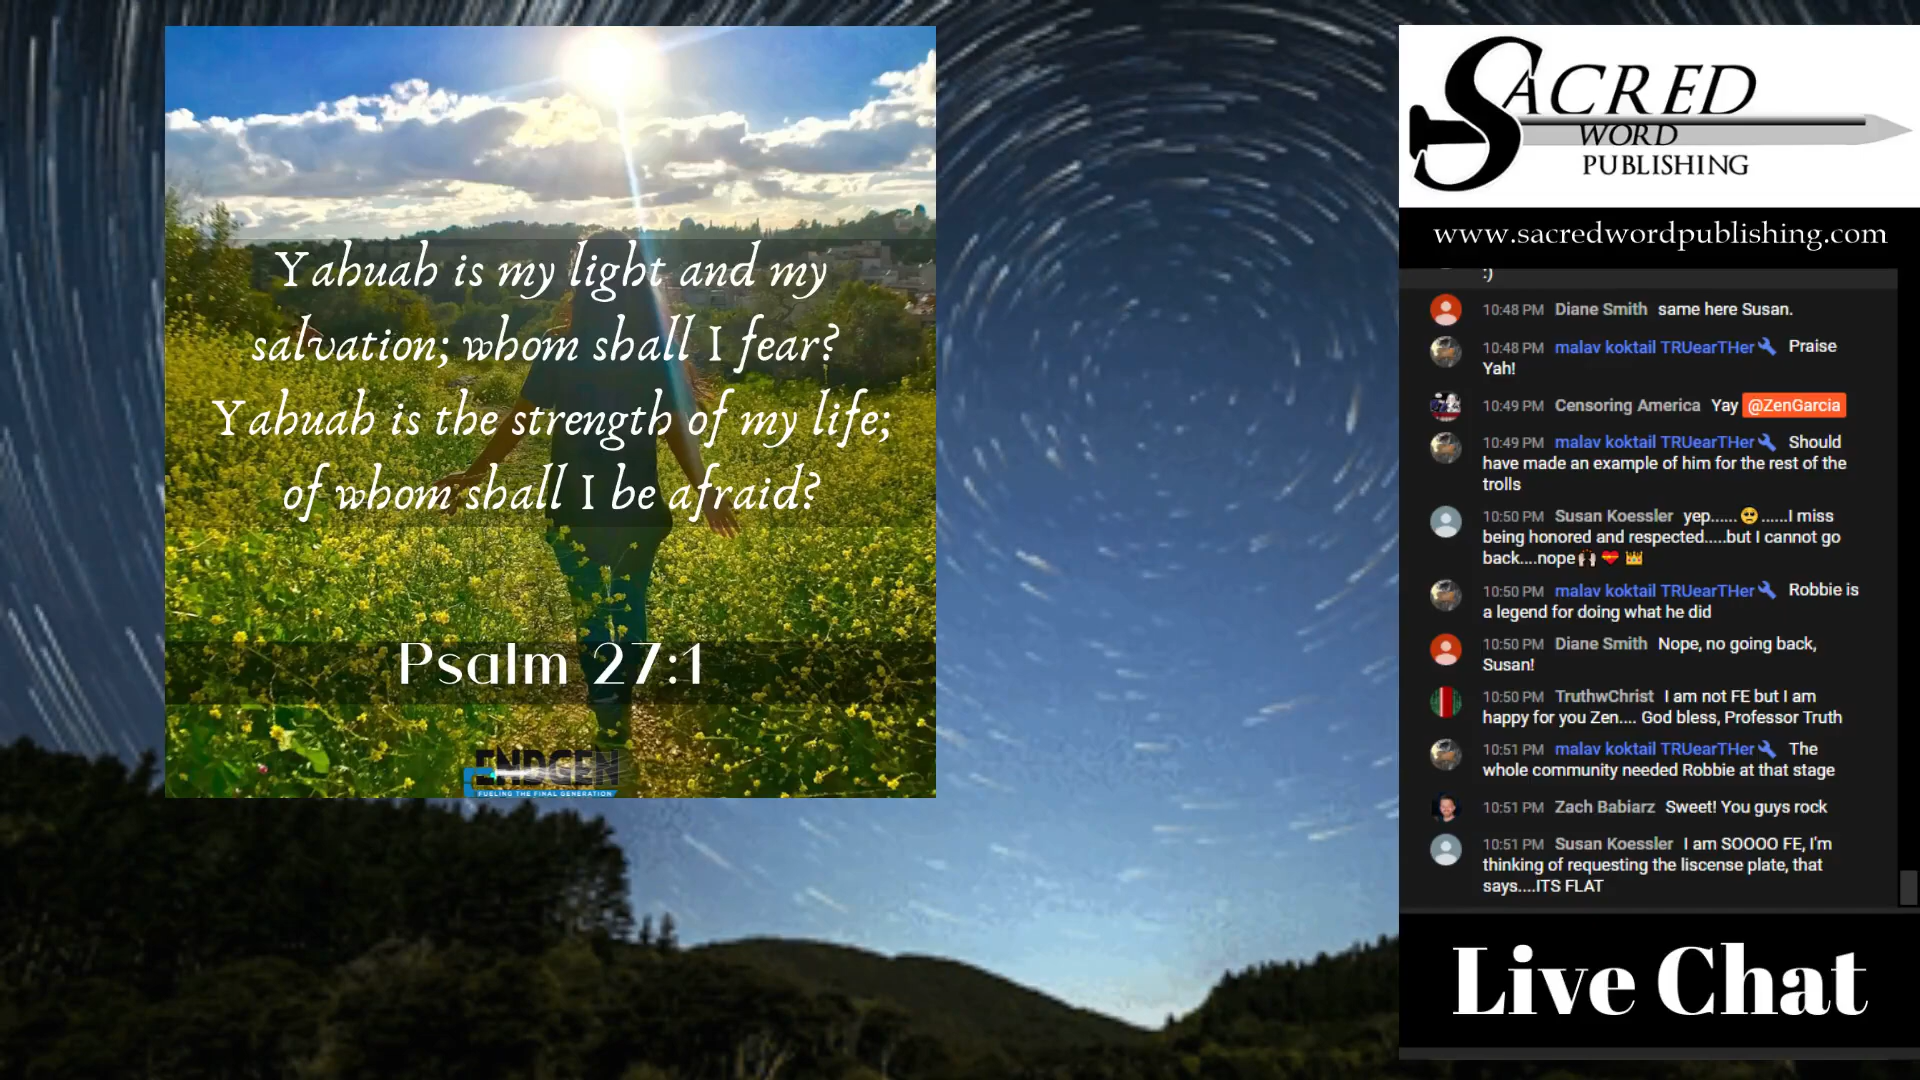 Yahuah is my light and my
salvation; whom shall I fear?
Yahuah is the strength of my life;
of whom shall I be afraid?
Psalm 27:1
ENDGEN
FUELING THE FINAL GENERATION
SACRED
WORD
PUBLISHING
www.sacredwordpublishing.com
:)
10:48 PM Diane Smith same here Susan.
10:48 PM malav koktail TRUearTHer Praise
Yah!
10:49 PM Censoring America Yay @ZenGarcia
10:49 PM malav koktail TRUearTHer Should
have made an example of him for the rest of the
trolls
10:50 PM Susan Koessler yep......🥺......I miss
being honored and respected.....but I cannot go
back....nope🙌❤️👑
10:50 PM malav koktail TRUearTHer Robbie is
a legend for doing what he did
10:50 PM Diane Smith Nope, no going back,
Susan!
10:50 PM TruthwChrist I am not FE but I am
happy for you Zen.... God bless, Professor Truth
10:51 PM malav koktail TRUearTHer The
whole community needed Robbie at that stage
10:51 PM Zach Babiarz Sweet! You guys rock
10:51 PM Susan Koessler I am SOOOO FE, I'm
thinking of requesting the liscense plate, that
says....ITS FLAT
Live Chat